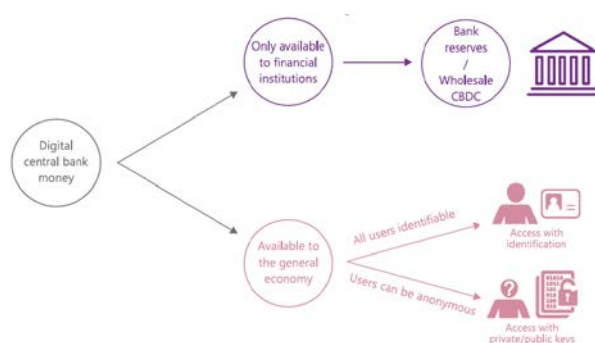 Only available
to financial
institutions
Bank
reserves
/
Wholesale
CBDC
Digital
central bank
money
Available to
the general
economy
All users identifiable
Access with
identification
Users can be anonymous
?
Access with
private/public keys